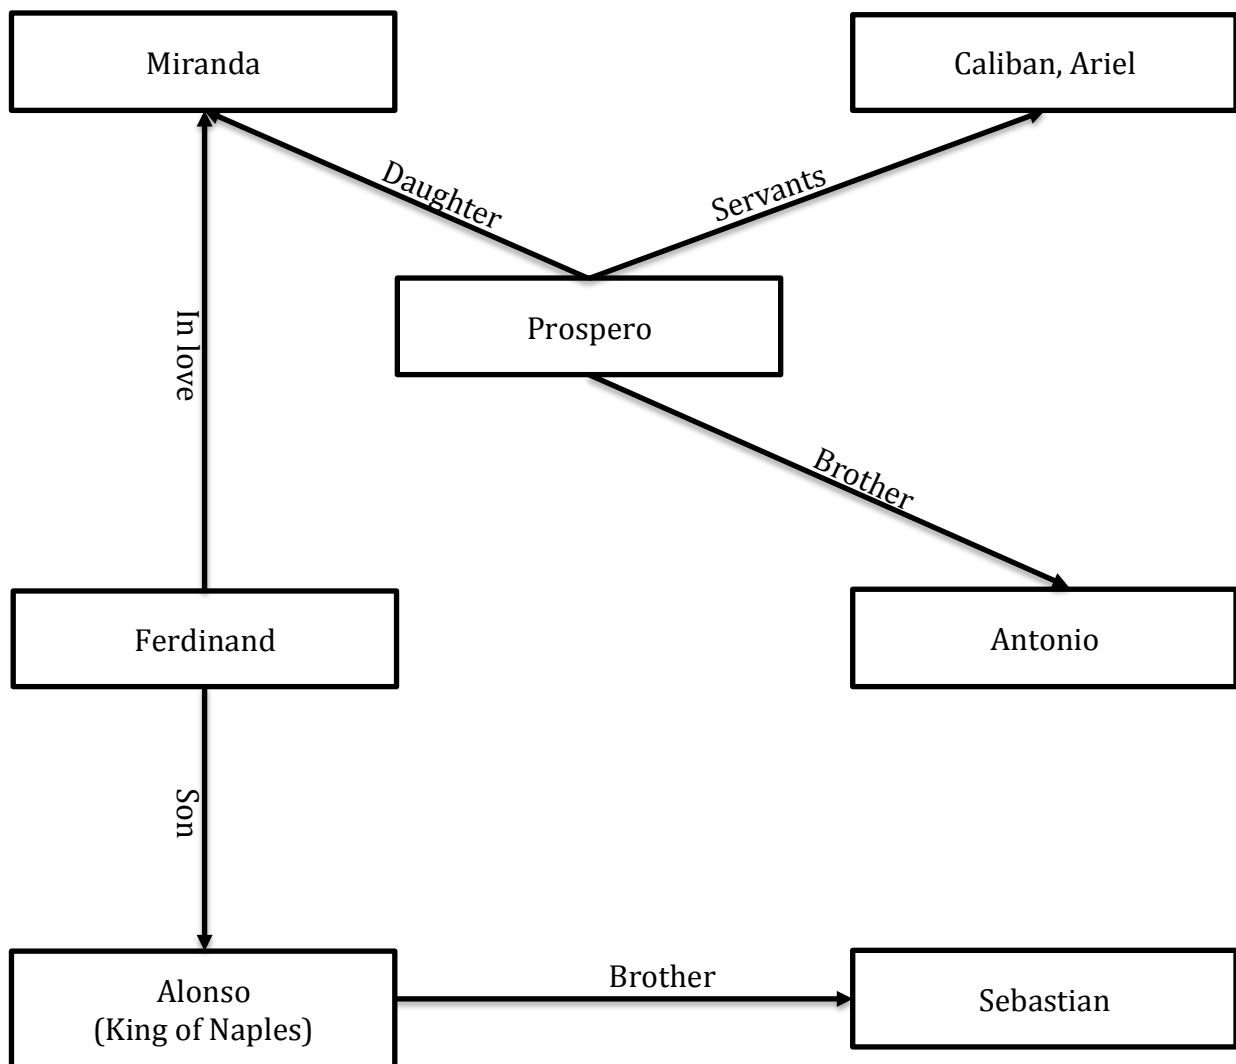 Miranda
Caliban, Ariel
Daughter
Servants
Prospero
In love
Brother
Ferdinand
Antonio
Son
Alonso
(King of Naples)
Brother
Sebastian